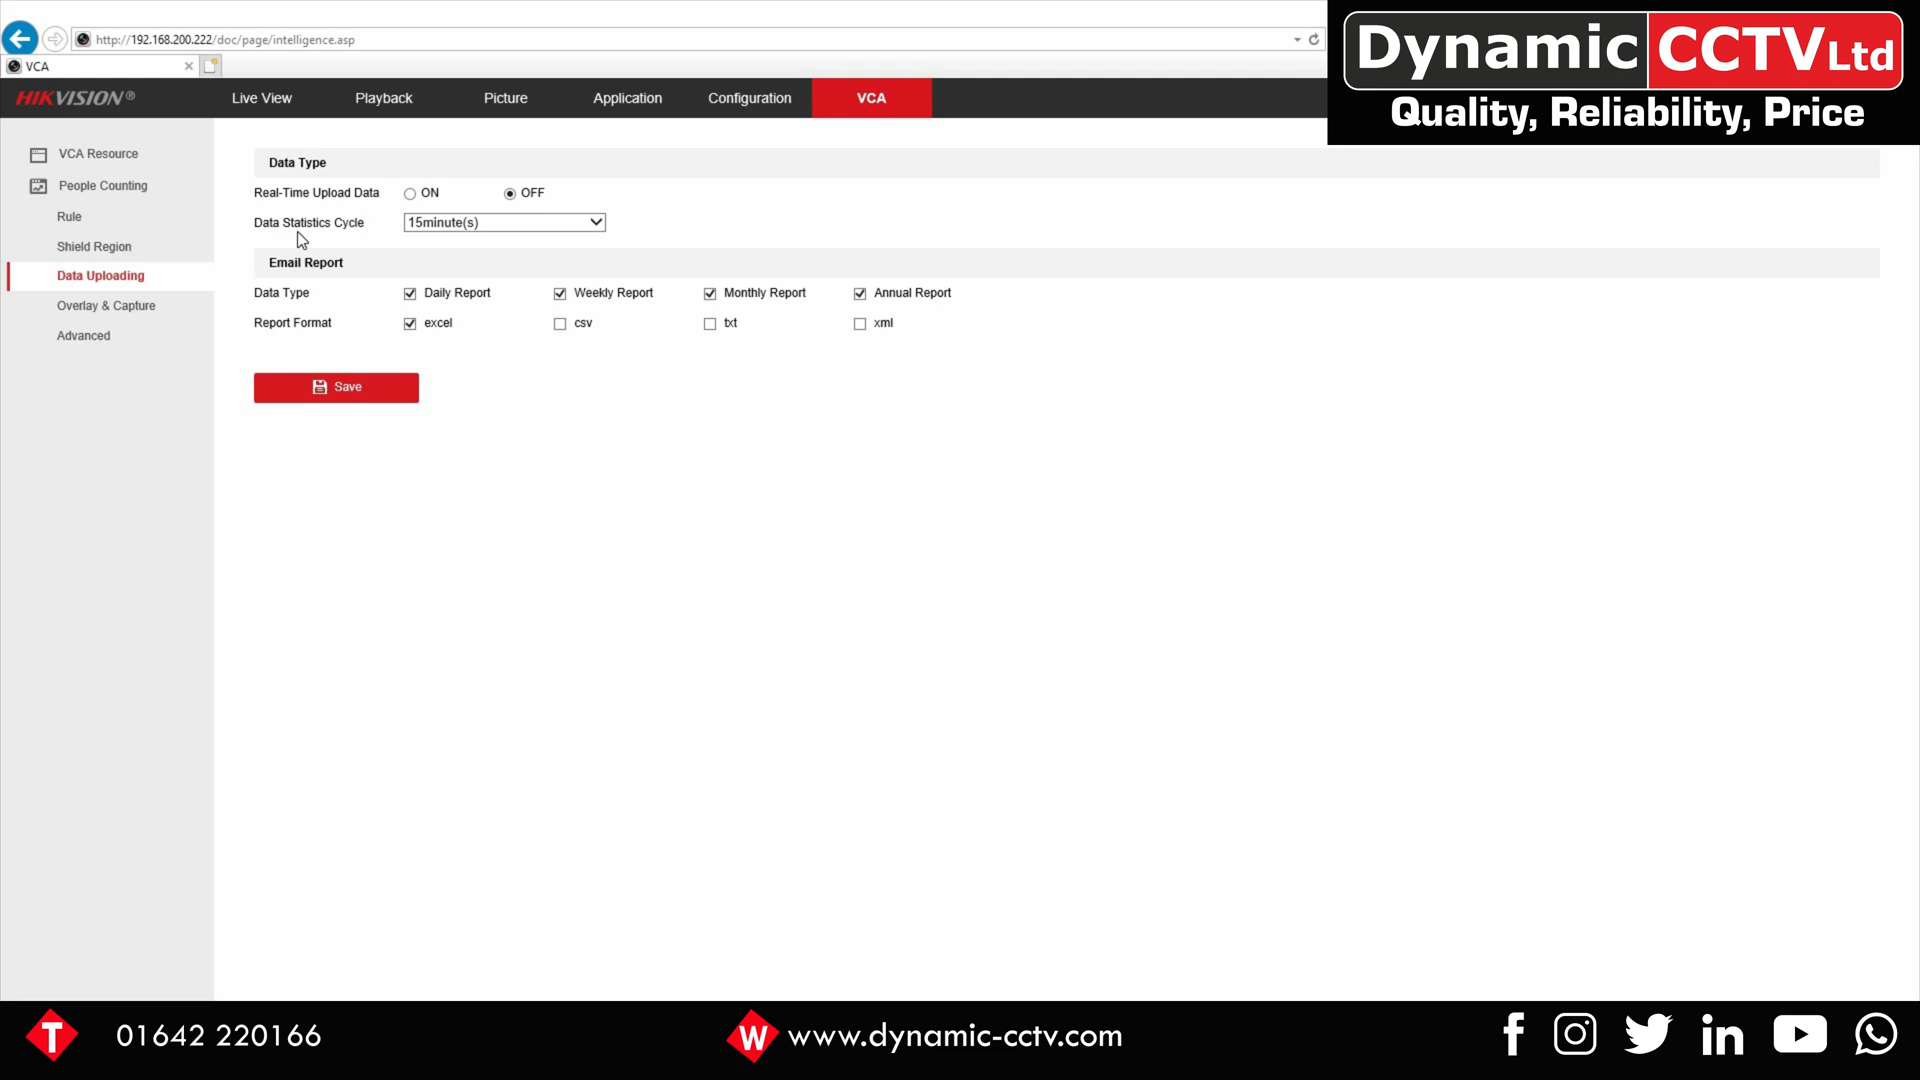 http://192.168.200.222/doc/page/intelligence.asp
VCA
Dynamic CCTV Ltd
Quality, Reliability, Price
HIKVISION®
Live View
Playback
Picture
Application
Configuration
VCA
VCA Resource
People Counting
Rule
Shield Region
Data Uploading
Overlay & Capture
Advanced
Data Type
Real-Time Upload Data ON OFF
Data Statistics Cycle 15minute(s)
Email Report
Data Type Daily Report Weekly Report Monthly Report Annual Report
Report Format excel csv txt xml
Save
T 01642 220166
W www.dynamic-cctv.com